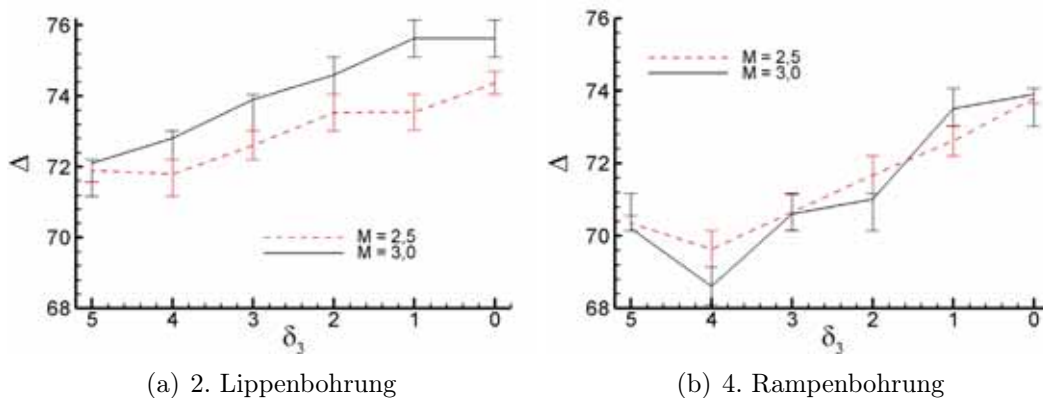 76
74
72
70
68
Δ
M = 2,5
M = 3,0
5 4 3 2 1 0
δ3
(a) 2. Lippenbohrung
76
74
72
70
68
Δ
M = 2,5
M = 3,0
5 4 3 2 1 0
δ3
(b) 4. Rampenbohrung